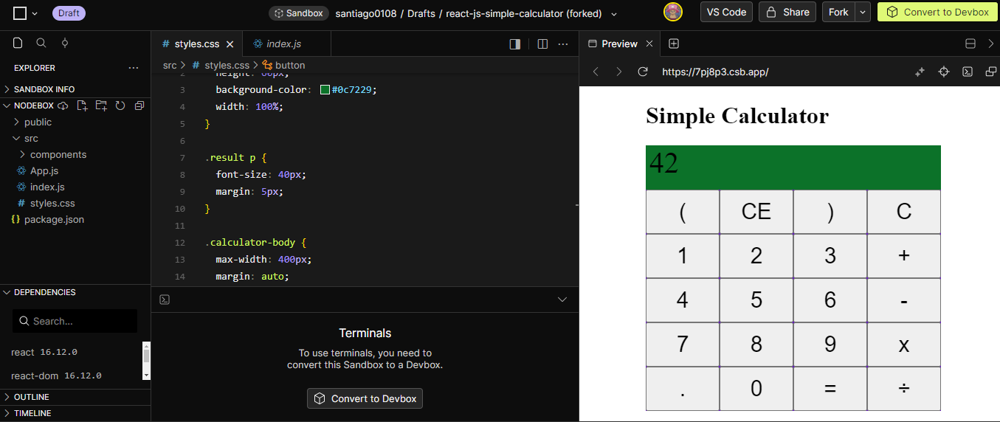 Draft
Sandbox santiago0108 / Drafts / react-js-simple-calculator (forked)
VS Code
Share
Fork
Convert to Devbox
EXPLORER
SANDBOX INFO
NODEBOX
public
src
components
App.js
index.js
# styles.css
{} package.json
DEPENDENCIES
Search...
react 16.12.0
react-dom 16.12.0
OUTLINE
TIMELINE
# styles.css
index.js
src > # styles.css > button
2 height: 60px;
3 background-color: #0c7229;
4 width: 100%;
5 }
6
7 .result p {
8 font-size: 40px;
9 margin: 5px;
10 }
11
12 .calculator-body {
13 max-width: 400px;
14 margin: auto;
Terminals
To use terminals, you need to
convert this Sandbox to a Devbox.
Convert to Devbox
Preview
https://7pj8p3.csb.app/
Simple Calculator
42
( CE ) C
1 2 3 +
4 5 6 -
7 8 9 x
. 0 = ÷